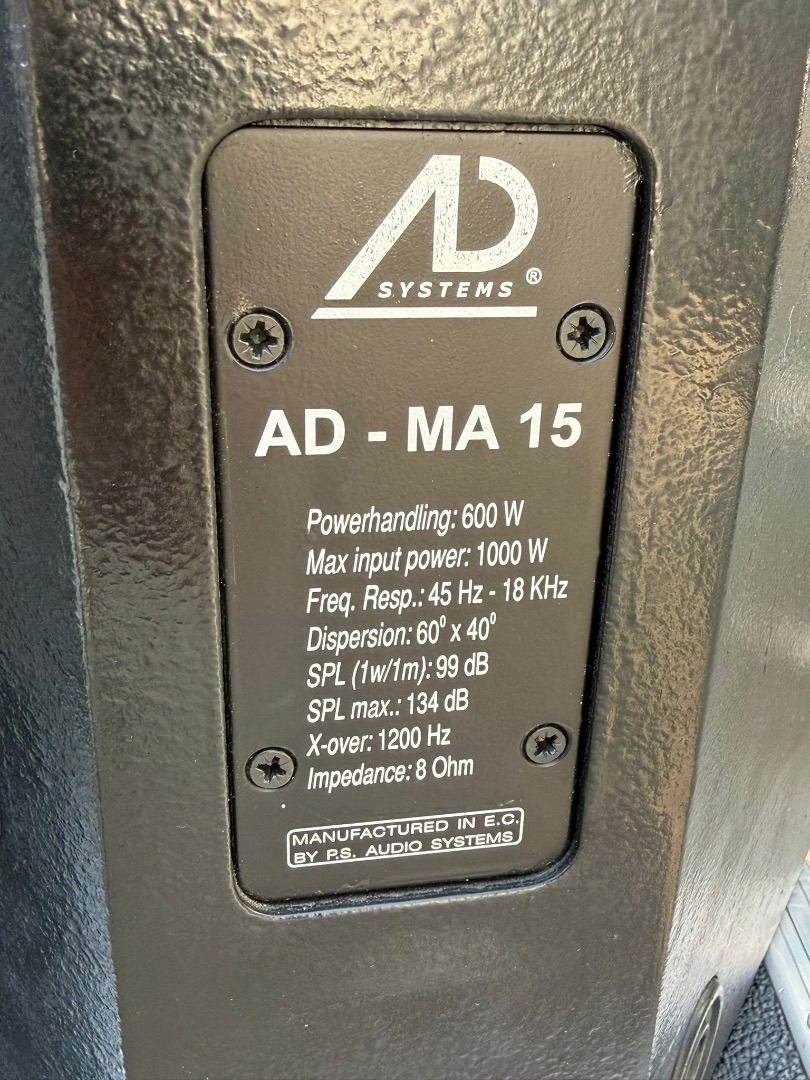 AD
SYSTEMS ®
AD - MA 15
Powerhandling: 600 W
Max input power: 1000 W
Freq. Resp.: 45 Hz - 18 KHz
Dispersion: 60⁰ x 40⁰
SPL (1w/1m): 99 dB
SPL max.: 134 dB
X-over: 1200 Hz
Impedance: 8 Ohm
MANUFACTURED IN E.C.
BY P.S. AUDIO SYSTEMS